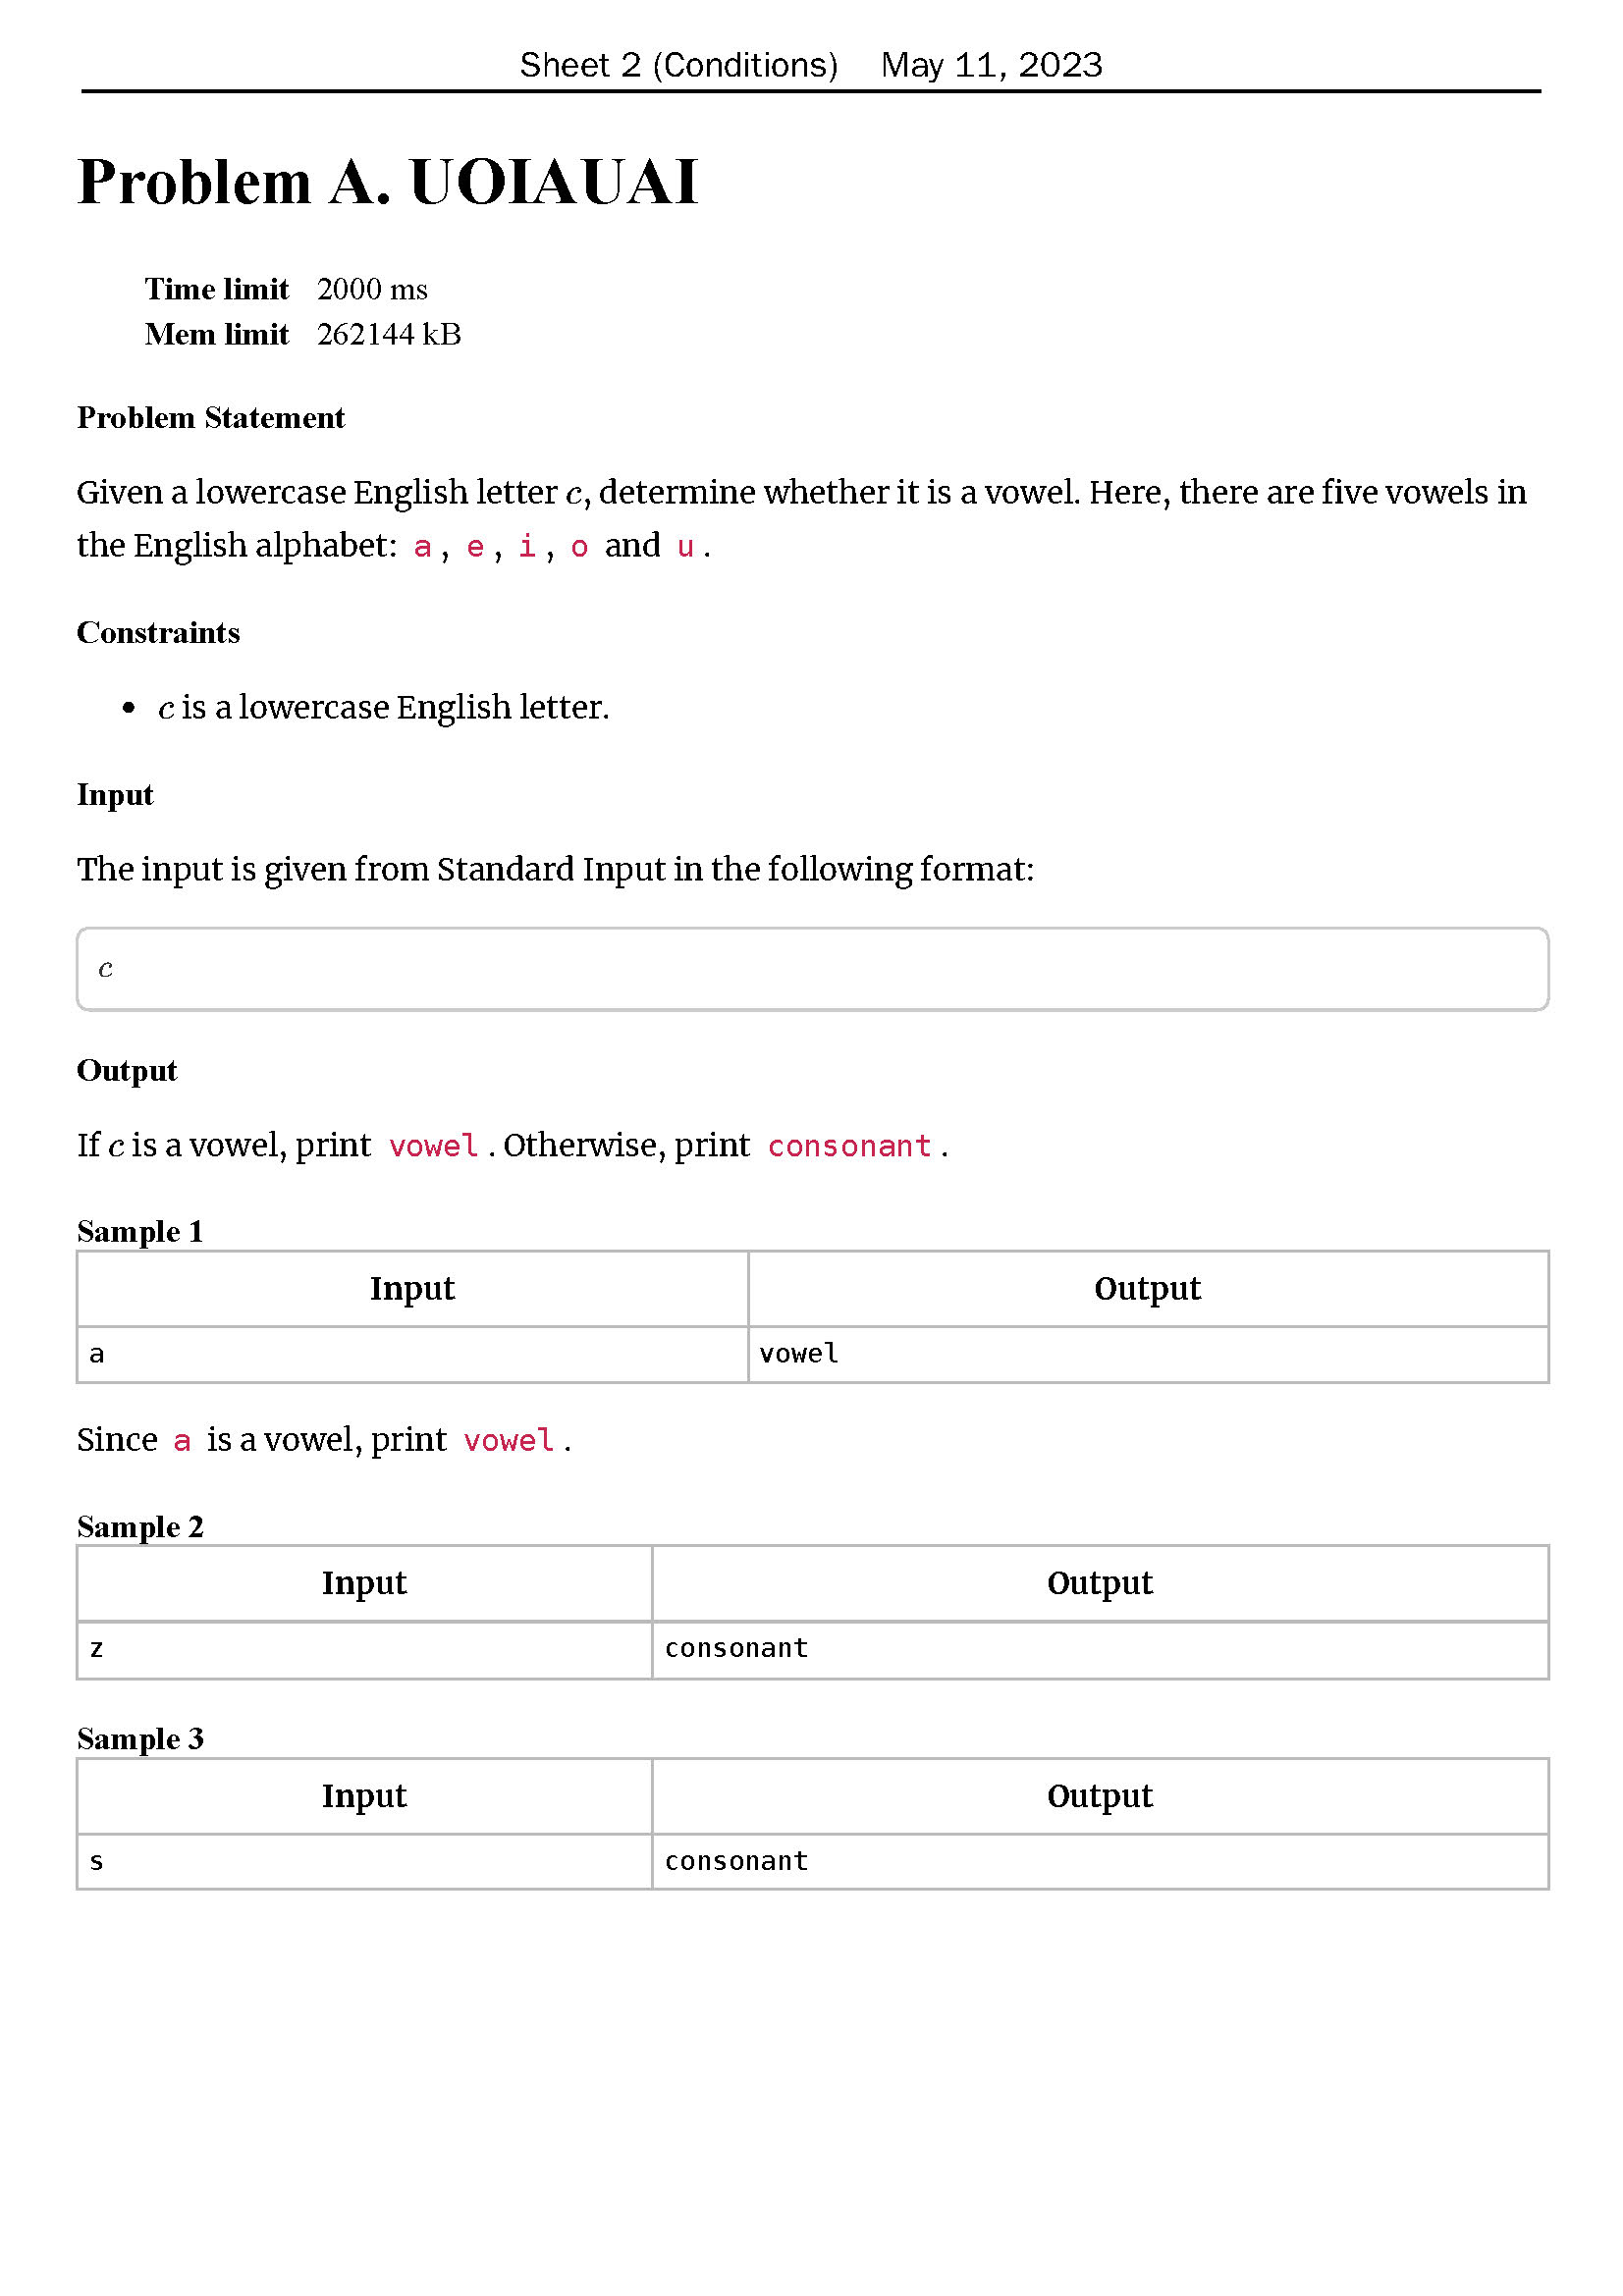 Sheet 2 (Conditions) May 11, 2023
Problem A. UOIAUAI
Time limit 2000 ms
Mem limit 262144 kB
Problem Statement
Given a lowercase English letter c, determine whether it is a vowel. Here, there are five vowels in
the English alphabet: a, e, i, o and u.
Constraints
• c is a lowercase English letter.
Input
The input is given from Standard Input in the following format:
c
Output
If c is a vowel, print vowel. Otherwise, print consonant.
Sample 1
Input Output
a vowel
Since a is a vowel, print vowel.
Sample 2
Input Output
z consonant
Sample 3
Input Output
s consonant